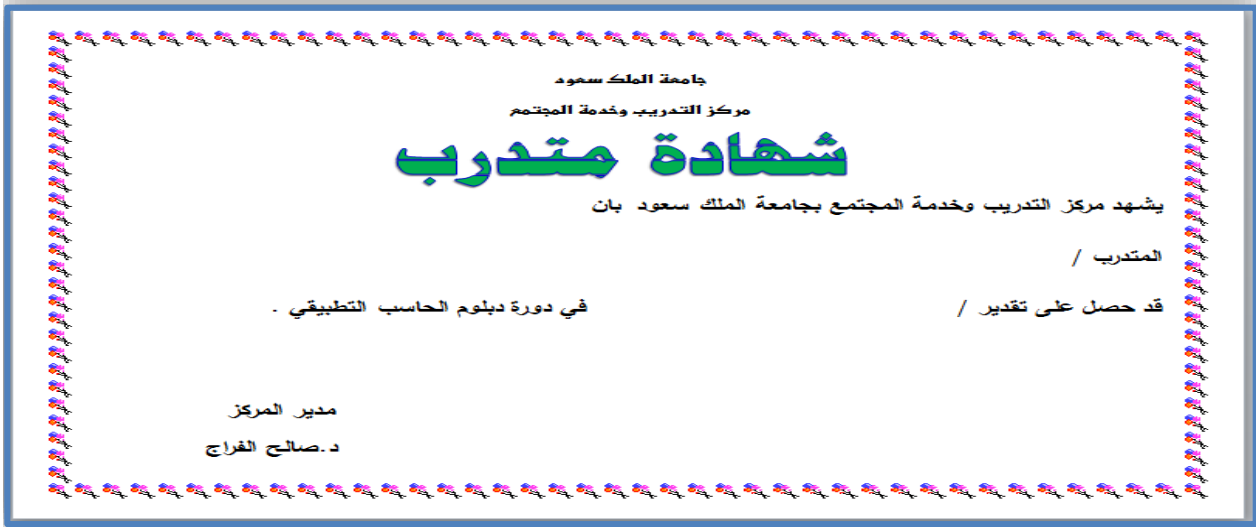 جامعة الملك سعود
مركز التدريب وخدمة المجتمع
شهادة متدرب
يشهد مركز التدريب وخدمة المجتمع بجامعة الملك سعود بان
المتدرب /
قد حصل على تقدير / في دورة دبلوم الحاسب التطبيقي .
مدير المركز
د.صالح الفراج